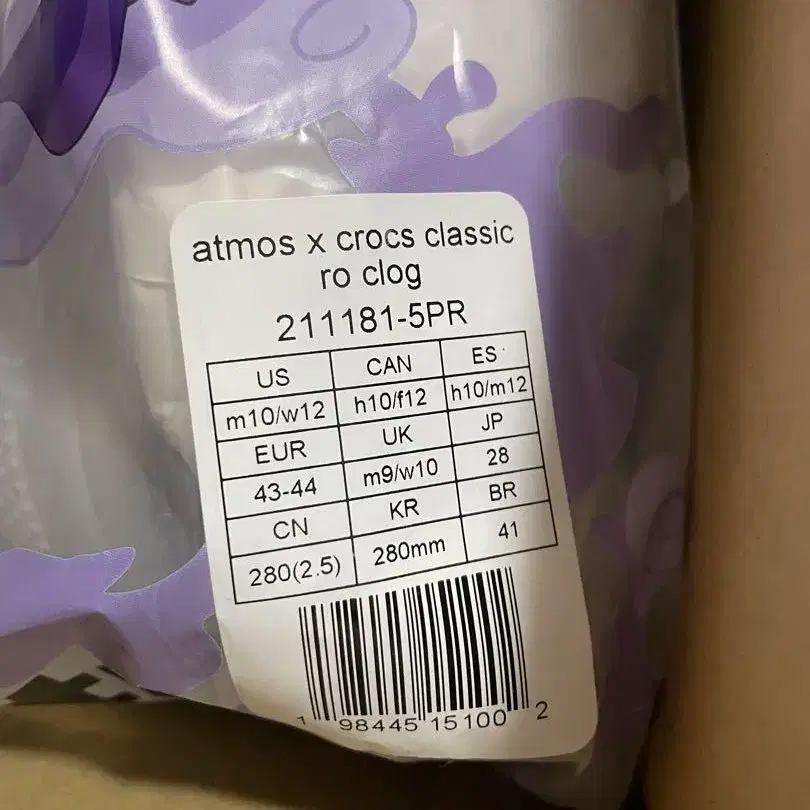 atmos x crocs classic
ro clog
211181-5PR
US CAN ES
m10/w12 h10/f12 h10/m12
EUR UK JP
43-44 m9/w10 28
CN KR BR
280(2.5) 280mm 41
1 98445 15100 2